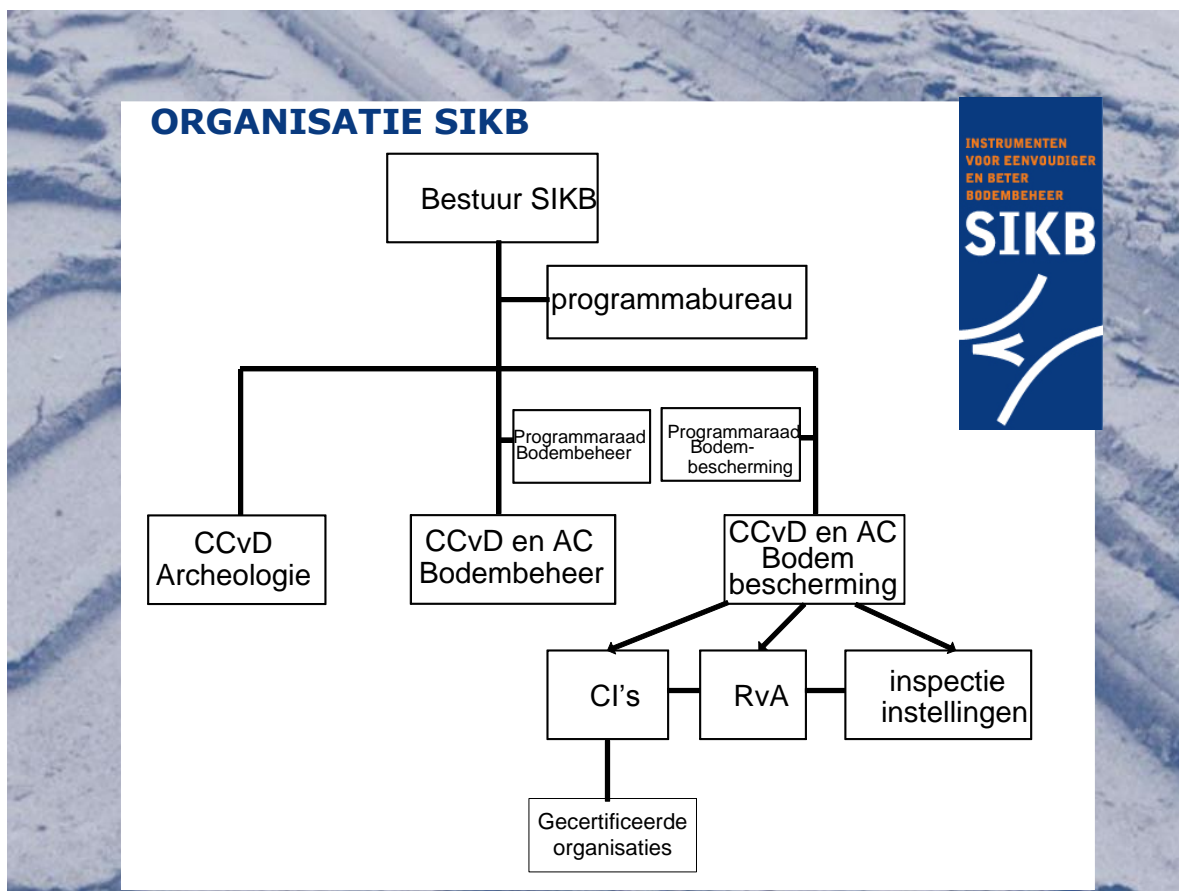 ORGANISATIE SIKB
INSTRUMENTEN
VOOR EENVOUDIGER
EN BETER
BODEMBEHEER
SIKB
Bestuur SIKB
programmabureau
Programmaraad
Bodembeheer
Programmaraad
Bodem-
bescherming
CCvD
Archeologie
CCvD en AC
Bodembeheer
CCvD en AC
Bodem
bescherming
CI's
RvA
inspectie
instellingen
Gecertificeerde
organisaties